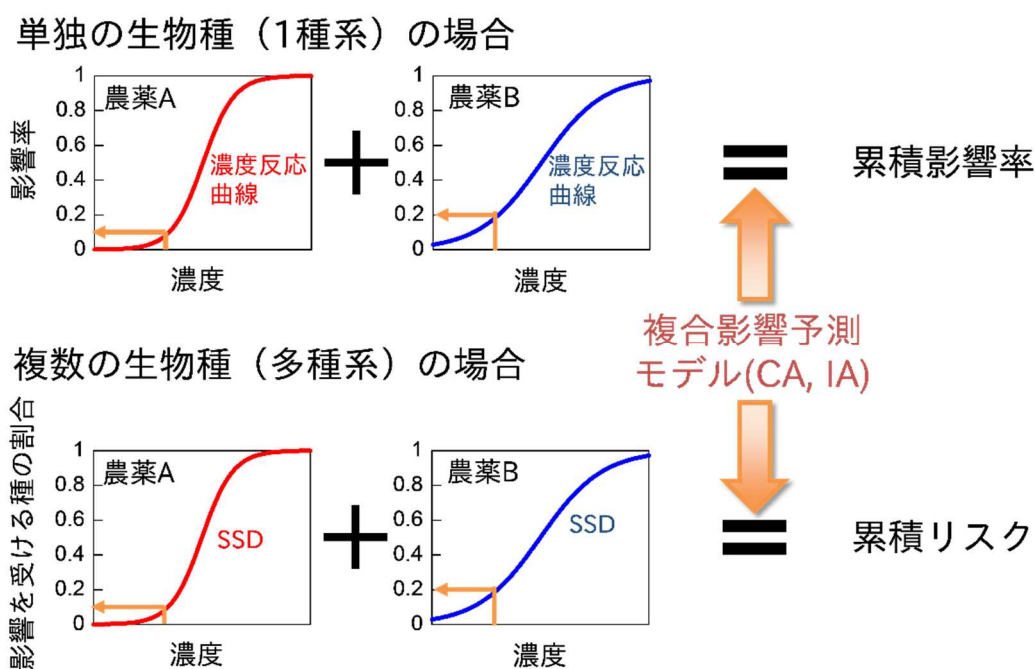 単独の生物種（1種系）の場合
影響率
1
0.8
0.6
0.4
0.2
0
農薬A
濃度反応
曲線
濃度
+
1
0.8
0.6
0.4
0.2
0
農薬B
濃度反応
曲線
濃度
=
累積影響率
複合影響予測
モデル(CA, IA)
複数の生物種（多種系）の場合
影響を受ける種の割合
1
0.8
0.6
0.4
0.2
0
農薬A
SSD
濃度
+
1
0.8
0.6
0.4
0.2
0
農薬B
SSD
濃度
=
累積リスク